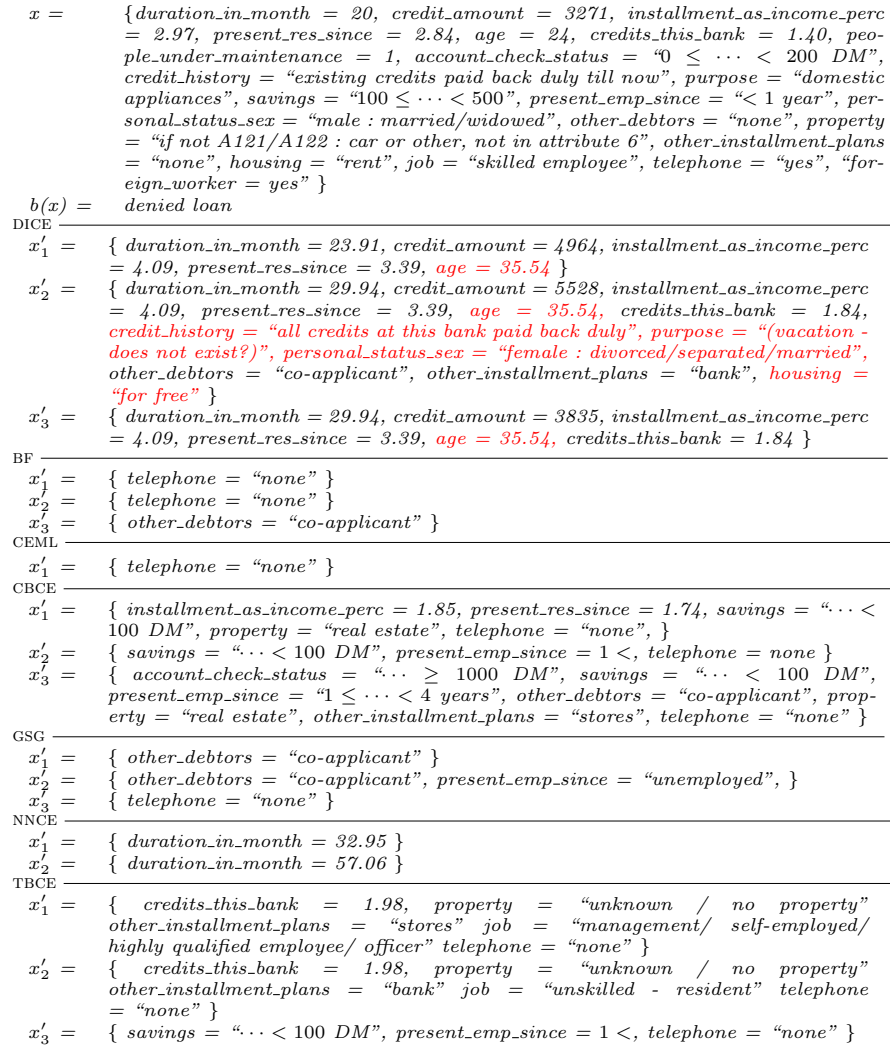 x = {duration_in_month = 20, credit_amount = 3271, installment_as_income_perc
= 2.97, present_res_since = 2.84, age = 24, credits_this_bank = 1.40, peo-
ple_under_maintenance = 1, account_check_status = “0 ≤ ··· < 200 DM”,
credit_history = “existing credits paid back duly till now”, purpose = “domestic
appliances”, savings = “100 ≤ ··· < 500”, present_emp_since = “< 1 year”, per-
sonal_status_sex = “male : married/widowed”, other_debtors = “none”, property
= “if not A121/A122 : car or other, not in attribute 6”, other_installment_plans
= “none”, housing = “rent”, job = “skilled employee”, telephone = “yes”, “for-
eign_worker = yes” }
b(x) = denied loan
DICE
x′1 = { duration_in_month = 23.91, credit_amount = 4964, installment_as_income_perc
= 4.09, present_res_since = 3.39, age = 35.54 }
x′2 = { duration_in_month = 29.94, credit_amount = 5528, installment_as_income_perc
= 4.09, present_res_since = 3.39, age = 35.54, credits_this_bank = 1.84,
credit_history = “all credits at this bank paid back duly”, purpose = “(vacation -
does not exist?)”, personal_status_sex = “female : divorced/separated/married”,
other_debtors = “co-applicant”, other_installment_plans = “bank”, housing =
“for free” }
x′3 = { duration_in_month = 29.94, credit_amount = 3835, installment_as_income_perc
= 4.09, present_res_since = 3.39, age = 35.54, credits_this_bank = 1.84 }
BF
x′1 = { telephone = “none” }
x′2 = { telephone = “none” }
x′3 = { other_debtors = “co-applicant” }
CEML
x′1 = { telephone = “none” }
CBCE
x′1 = { installment_as_income_perc = 1.85, present_res_since = 1.74, savings = “··· <
100 DM”, property = “real estate”, telephone = “none”, }
x′2 = { savings = “··· < 100 DM”, present_emp_since = 1 <, telephone = none }
x′3 = { account_check_status = “··· ≥ 1000 DM”, savings = “··· < 100 DM”,
present_emp_since = “1 ≤ ··· < 4 years”, other_debtors = “co-applicant”, prop-
erty = “real estate”, other_installment_plans = “stores”, telephone = “none” }
GSG
x′1 = { other_debtors = “co-applicant” }
x′2 = { other_debtors = “co-applicant”, present_emp_since = “unemployed”, }
x′3 = { telephone = “none” }
NNCE
x′1 = { duration_in_month = 32.95 }
x′2 = { duration_in_month = 57.06 }
TBCE
x′1 = { credits_this_bank = 1.98, property = “unknown / no property”
other_installment_plans = “stores” job = “management/ self-employed/
highly qualified employee/ officer” telephone = “none” }
x′2 = { credits_this_bank = 1.98, property = “unknown / no property”
other_installment_plans = “bank” job = “unskilled - resident” telephone
= “none” }
x′3 = { savings = “··· < 100 DM”, present_emp_since = 1 <, telephone = “none” }